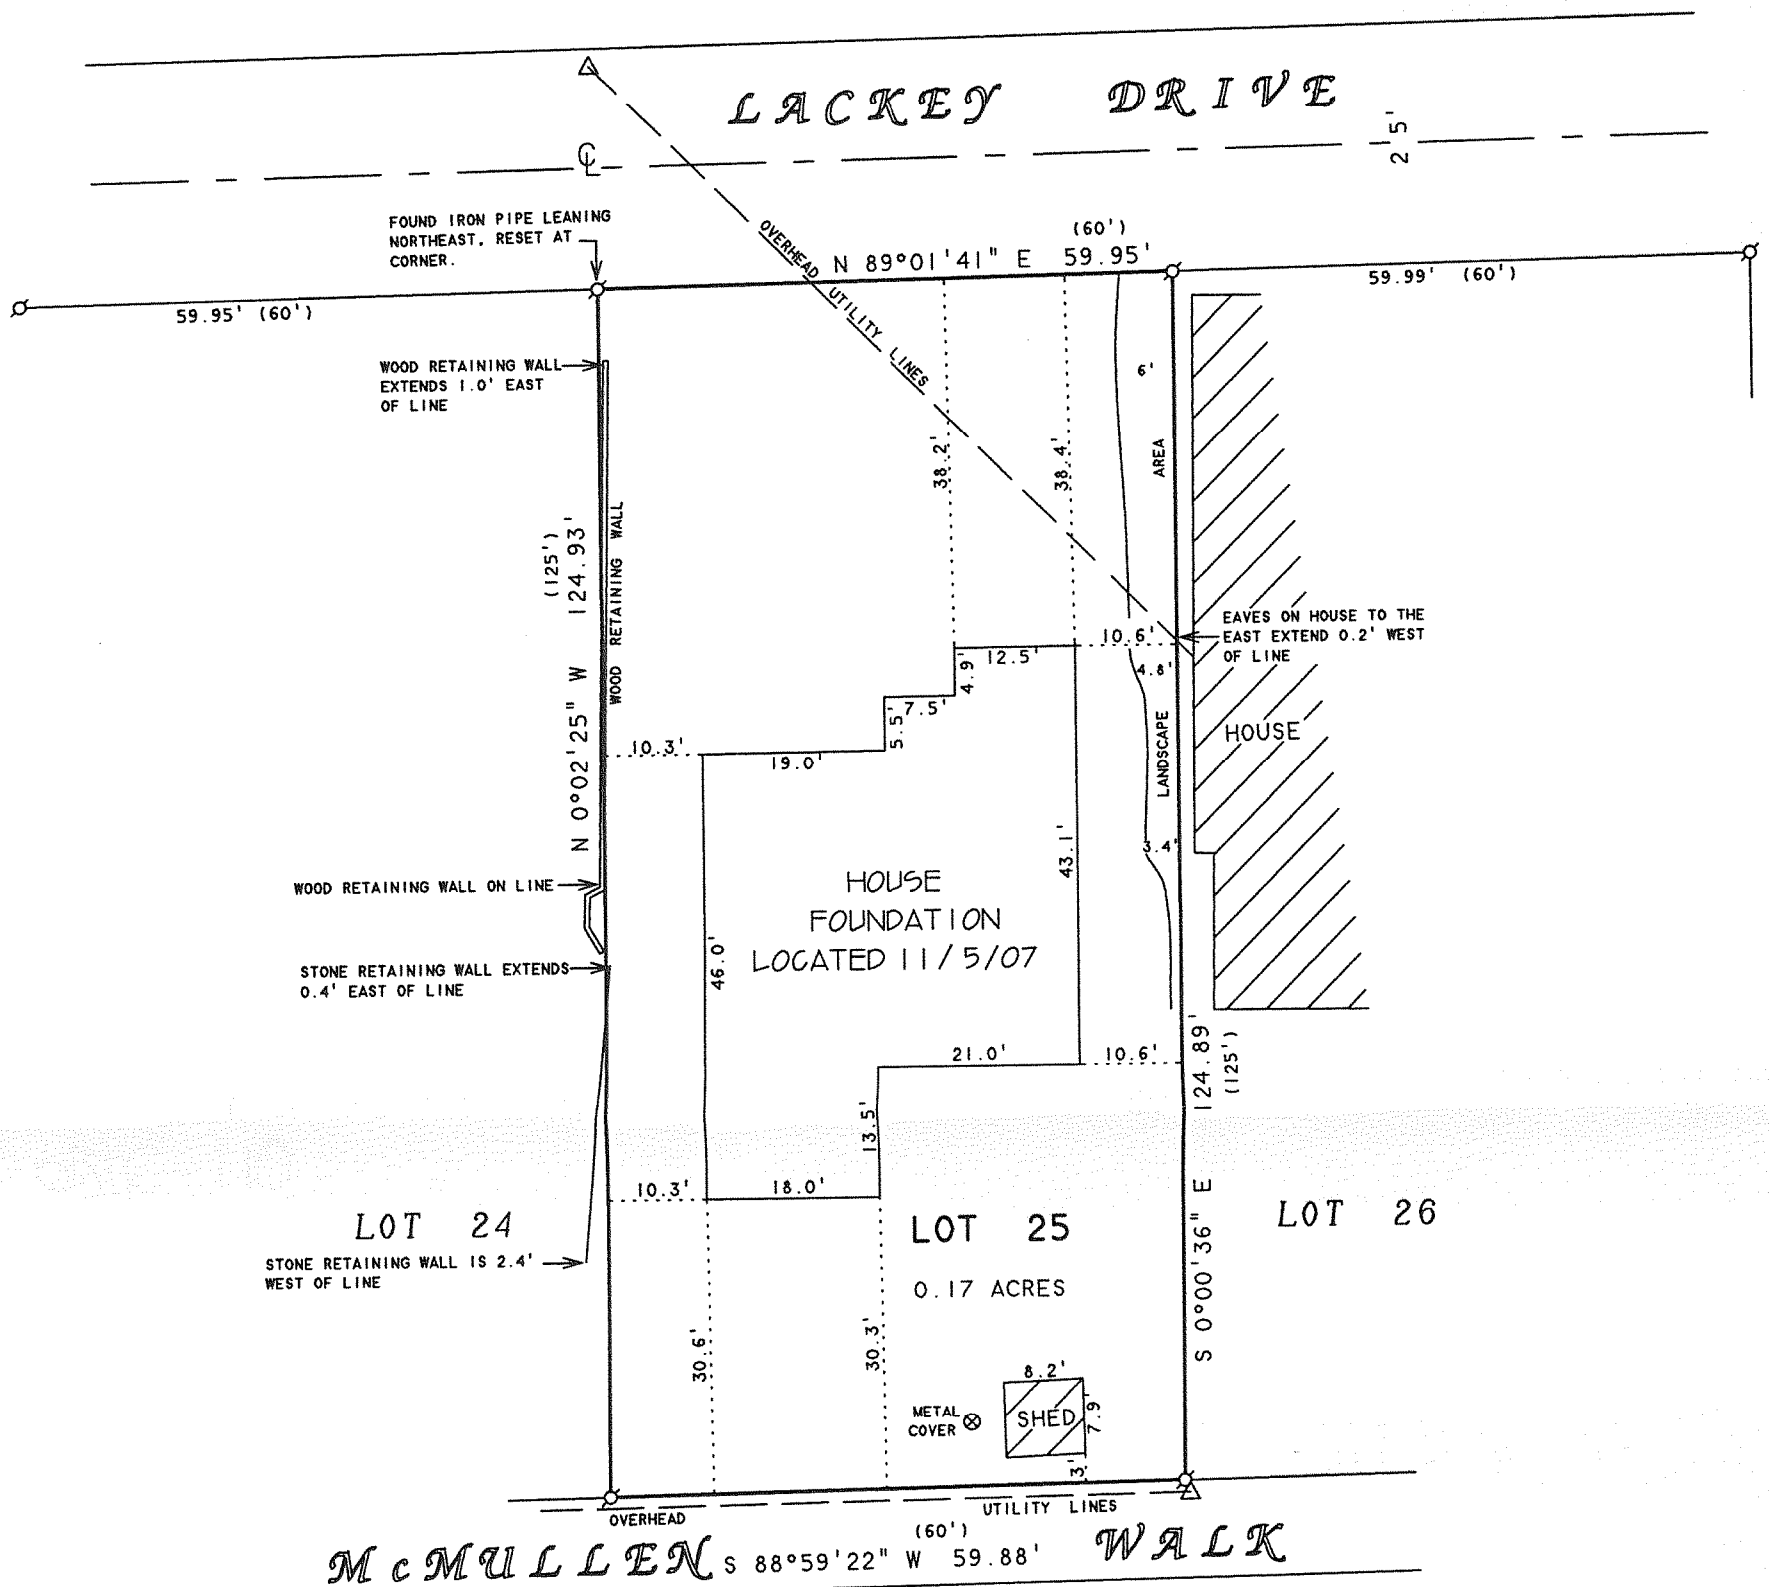 LACKEY DRIVE
25'
℄
FOUND IRON PIPE LEANING
NORTHEAST. RESET AT
CORNER.
OVERHEAD UTILITY LINES
(60')
N 89°01'41" E 59.95'
59.95' (60')
59.99' (60')
WOOD RETAINING WALL
EXTENDS 1.0' EAST
OF LINE
6'
38.2'
38.4'
AREA
(125')
N 0°02'25" W 124.93'
WOOD RETAINING WALL
EAVES ON HOUSE TO THE
EAST EXTEND 0.2' WEST
OF LINE
10.6'
12.5'
4.9'
4.8'
7.5'
5.5'
LANDSCAPE
HOUSE
10.3'
19.0'
3.4'
43.1'
HOUSE
FOUNDATION
LOCATED 11/5/07
WOOD RETAINING WALL ON LINE
46.0'
STONE RETAINING WALL EXTENDS
0.4' EAST OF LINE
21.0'
10.6'
S 0°00'36" E 124.89'
(125')
13.5'
10.3'
18.0'
LOT 24
LOT 25
LOT 26
STONE RETAINING WALL IS 2.4'
WEST OF LINE
0.17 ACRES
30.6'
30.3'
8.2'
METAL
COVER
SHED
7.9'
3'
OVERHEAD
UTILITY LINES
(60')
McMULLEN S 88°59'22" W 59.88' WALK